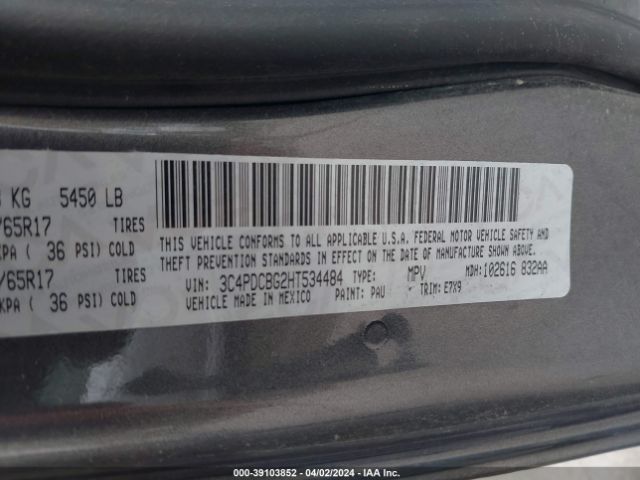 KG 5450 LB
/65R17 TIRES
KPA ( 36 PSI) COLD
/65R17 TIRES
KPA ( 36 PSI) COLD
THIS VEHICLE CONFORMS TO ALL APPLICABLE U.S.A. FEDERAL MOTOR VEHICLE SAFETY AND
THEFT PREVENTION STANDARDS IN EFFECT ON THE DATE OF MANUFACTURE SHOWN ABOVE.
VIN: 3C4PDCBG2HT534484 TYPE: MPV MDH:102616 832AA
VEHICLE MADE IN MEXICO PAINT: PAU TRIM: E7X9
000-39103852 - 04/02/2024 - IAA